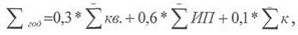 ∑ год =0,3* ∑̄ кв. + 0,6* ∑̄ ИП + 0,1* ∑̄ к ,